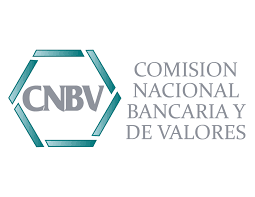 CNBV
COMISION
NACIONAL
BANCARIA Y
DE VALORES